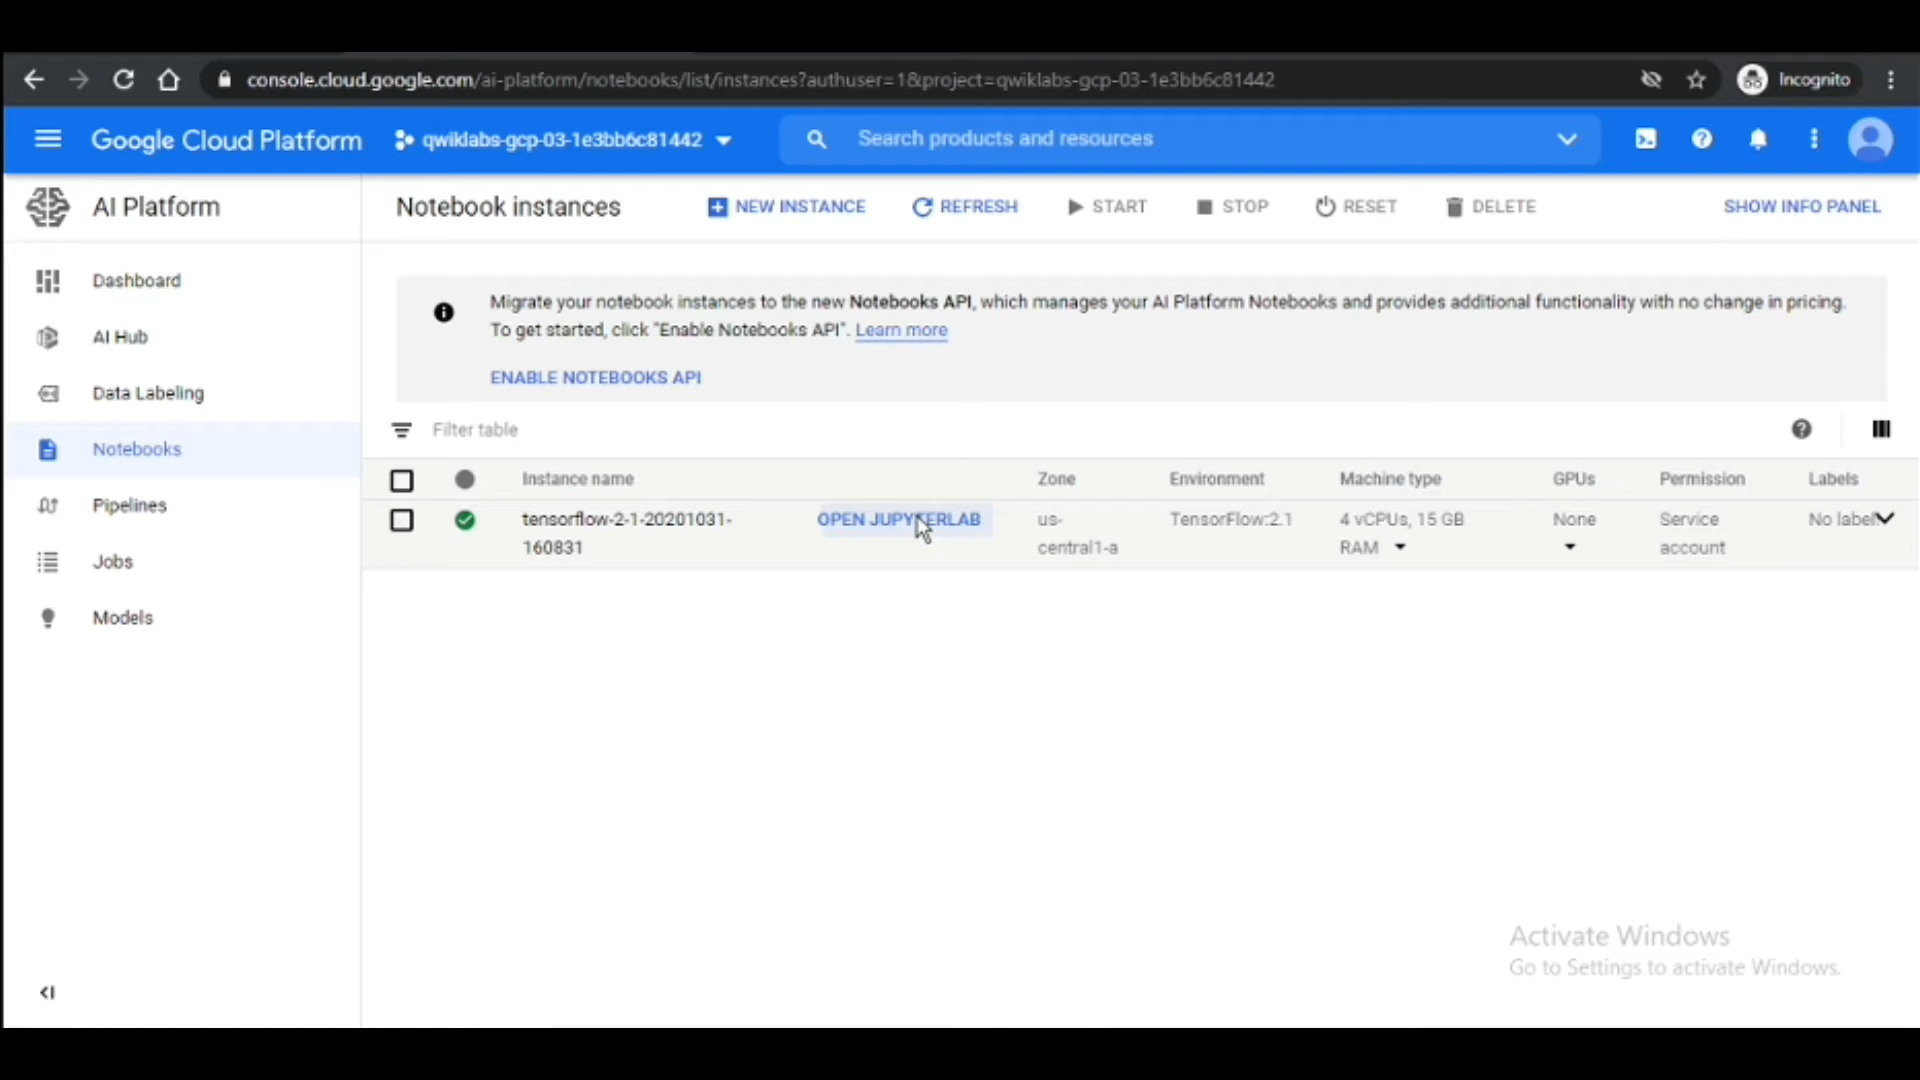 console.cloud.google.com/ai-platform/notebooks/list/instances?authuser=1&project=qwiklabs-gcp-03-1e3bb6c81442
Incognito
Google Cloud Platform
qwiklabs-gcp-03-1e3bb6c81442
Search products and resources
AI Platform
Notebook instances
NEW INSTANCE
REFRESH
START
STOP
RESET
DELETE
SHOW INFO PANEL
Dashboard
AI Hub
Data Labeling
Notebooks
Pipelines
Jobs
Models
Migrate your notebook instances to the new Notebooks API, which manages your AI Platform Notebooks and provides additional functionality with no change in pricing.
To get started, click "Enable Notebooks API". Learn more
ENABLE NOTEBOOKS API
Filter table
Instance name
Zone
Environment
Machine type
GPUs
Permission
Labels
tensorflow-2-1-20201031-
160831
OPEN JUPYTERLAB
us-
central1-a
TensorFlow:2.1
4 vCPUs, 15 GB
RAM
None
Service
account
No label
Activate Windows
Go to Settings to activate Windows.